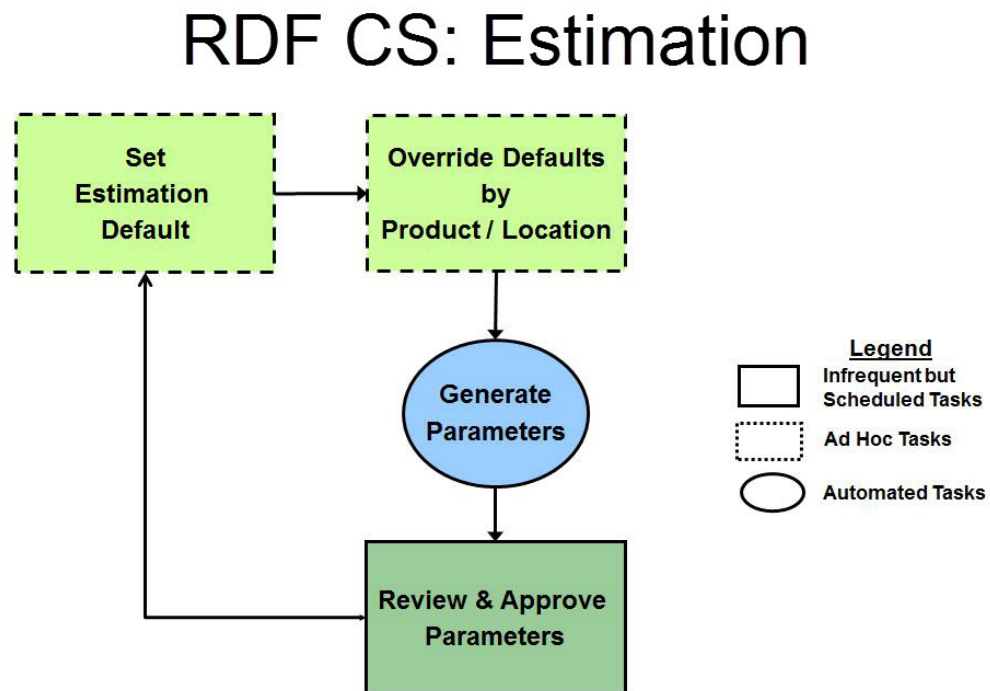 RDF CS: Estimation
Set
Estimation
Default
Override Defaults
by
Product / Location
Generate
Parameters
Review & Approve
Parameters
Legend
Infrequent but
Scheduled Tasks
Ad Hoc Tasks
Automated Tasks